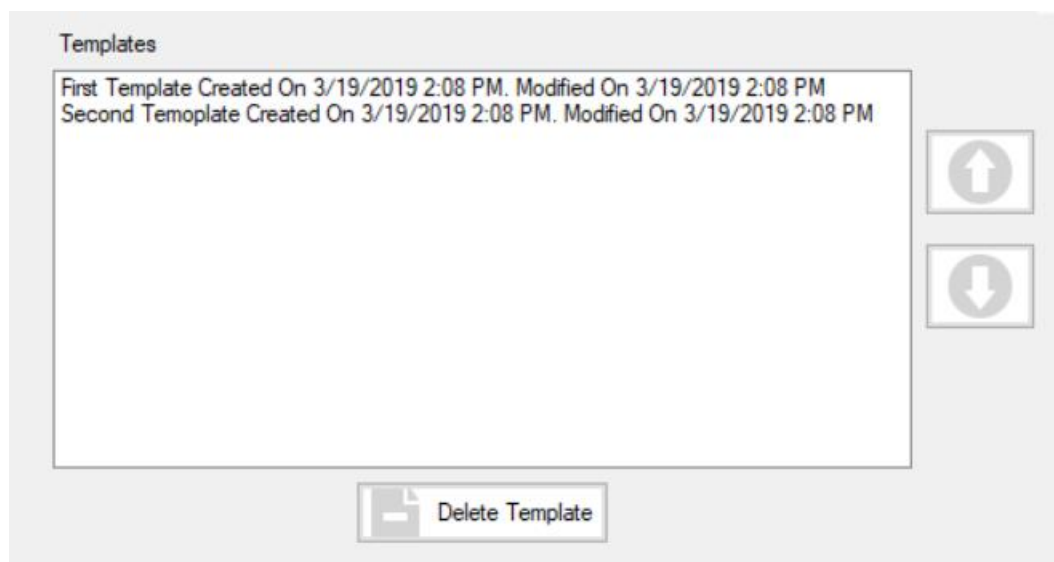 Templates
First Template Created On 3/19/2019 2:08 PM. Modified On 3/19/2019 2:08 PM
Second Temoplate Created On 3/19/2019 2:08 PM. Modified On 3/19/2019 2:08 PM
Delete Template